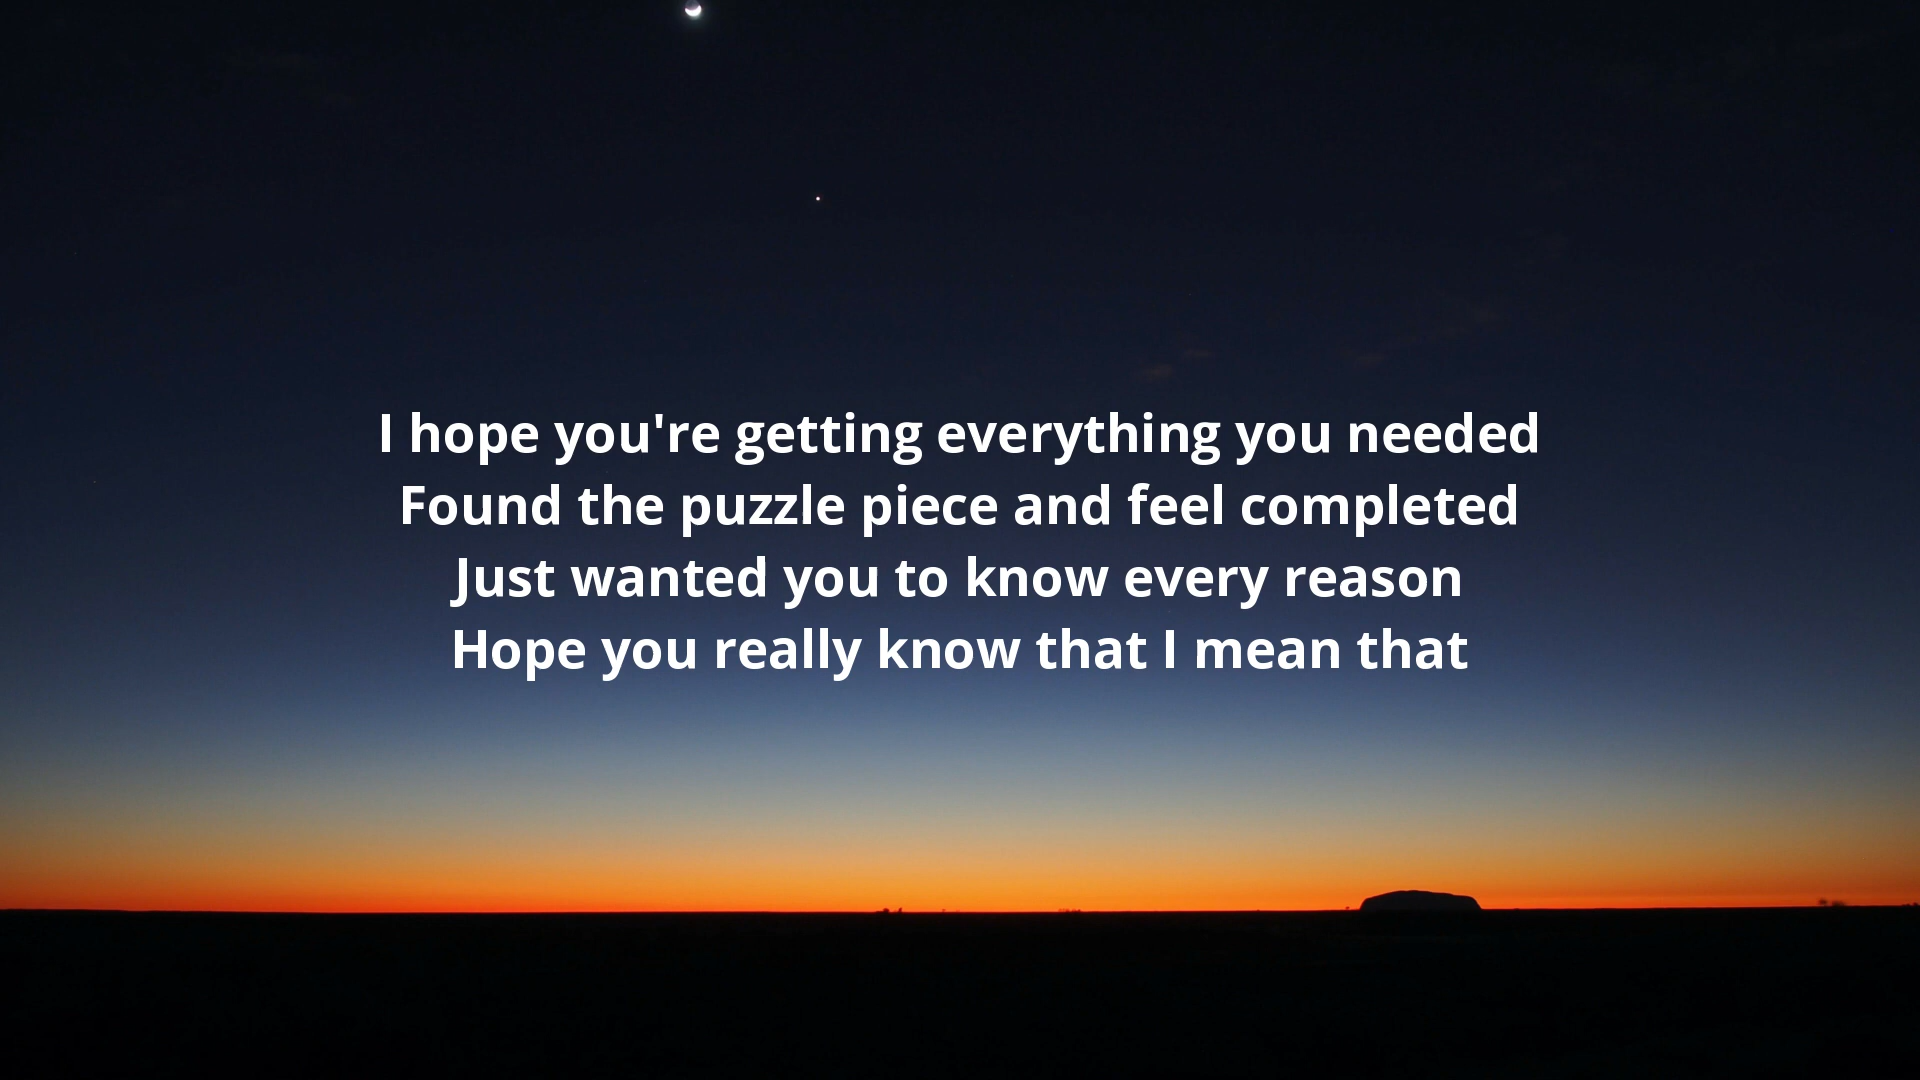 I hope you're getting everything you needed
Found the puzzle piece and feel completed
Just wanted you to know every reason
Hope you really know that I mean that